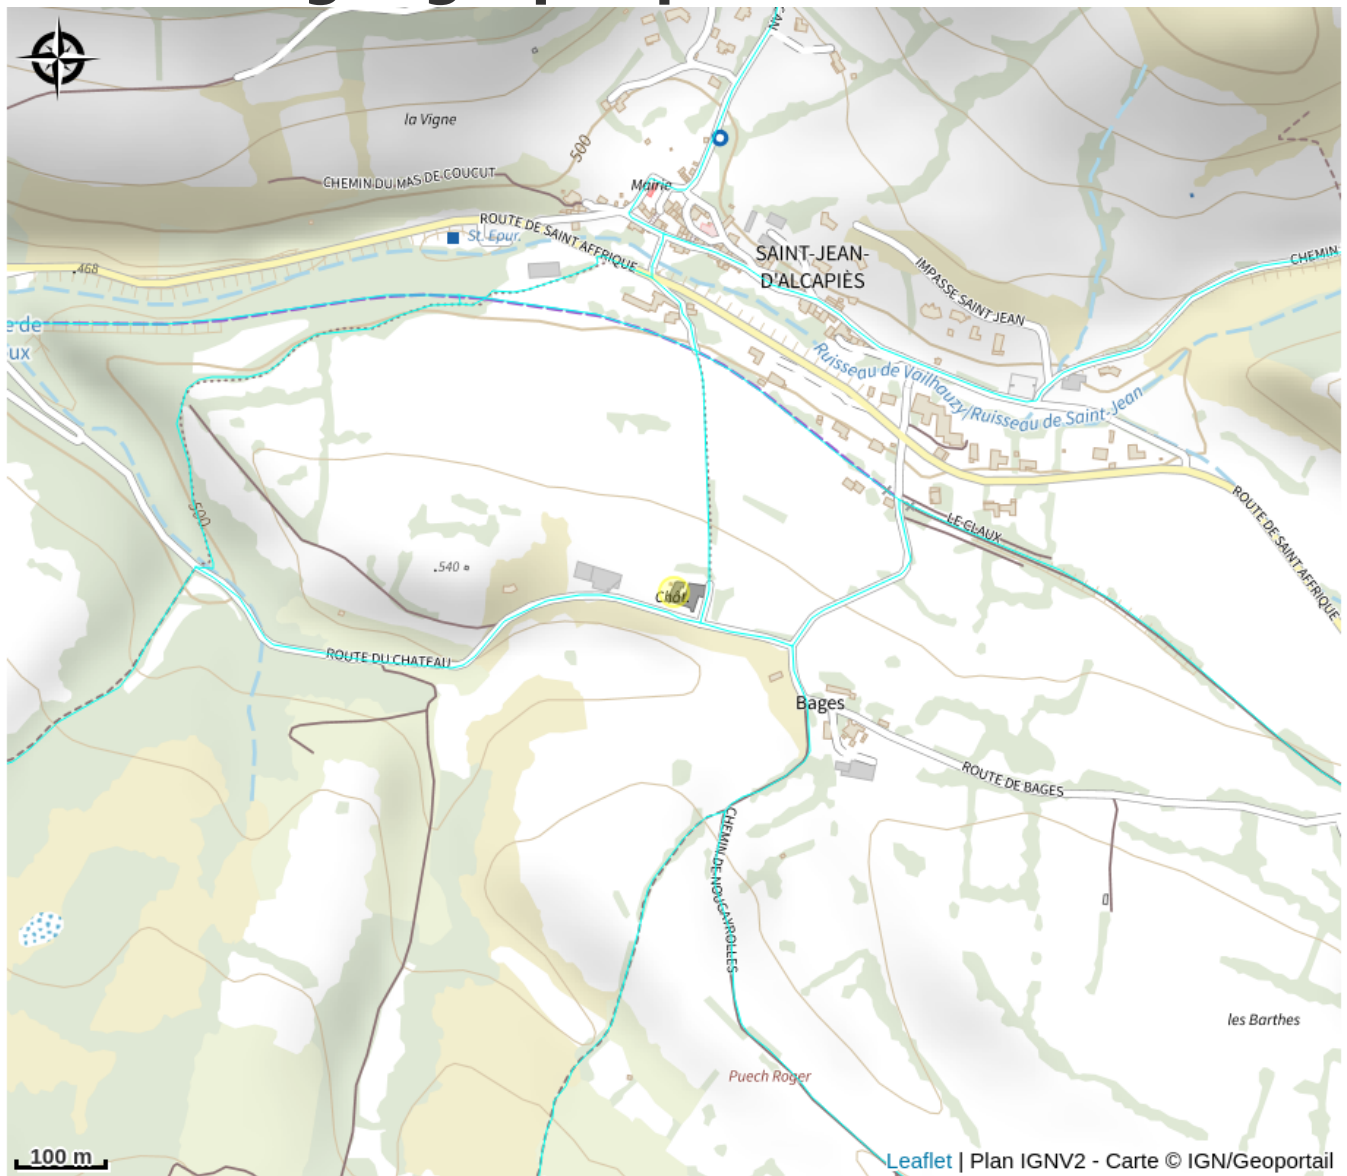 la Vigne
500
CHEMIN DU MAS DE COUCUT
Mairie
ROUTE DE SAINT AFFRIQUE
St. Epur.
SAINT-JEAN-
D'ALCAPIÈS
CHEMIN
IMPASSE SAINT-JEAN
.468
e de
ux
Ruisseau de Vailhauzy/Ruisseau de Saint-Jean
500
LE CLAUX
ROUTE DE SAINT AFFRIQUE
.540
Chât.
ROUTE DU CHATEAU
Bages
ROUTE DE BAGES
CHEMIN DE NOUGAYROLLES
les Barthes
Puech Roger
100 m
Leaflet | Plan IGNV2 - Carte © IGN/Geoportail